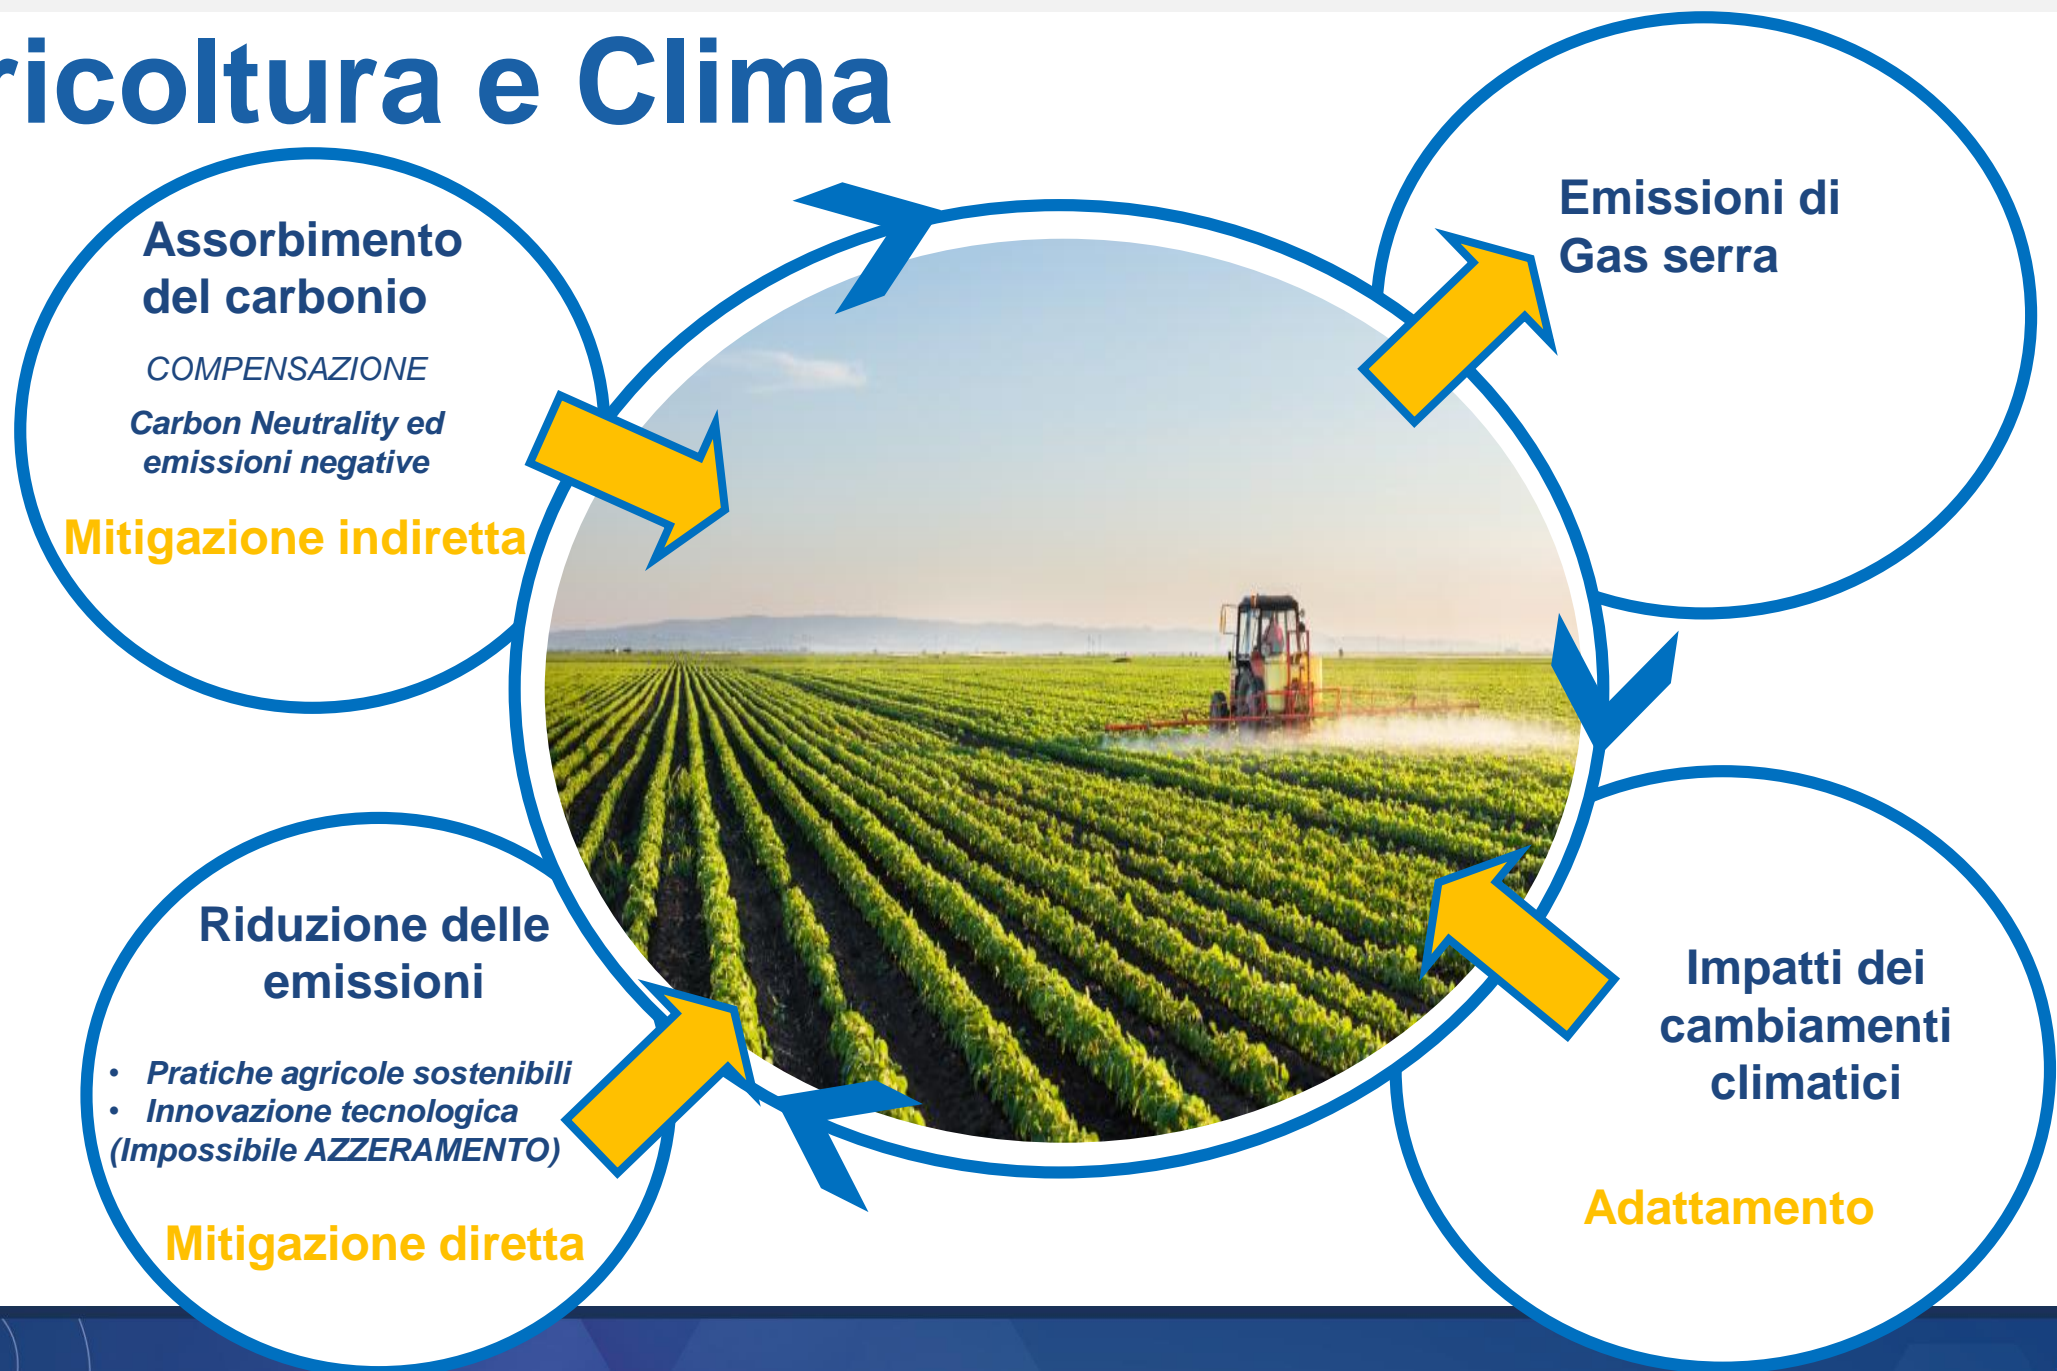 ricoltura e Clima
Assorbimento
del carbonio
COMPENSAZIONE
Carbon Neutrality ed
emissioni negative
Mitigazione indiretta
Emissioni di
Gas serra
Riduzione delle
emissioni
• Pratiche agricole sostenibili
• Innovazione tecnologica
(Impossibile AZZERAMENTO)
Mitigazione diretta
Impatti dei
cambiamenti
climatici
Adattamento